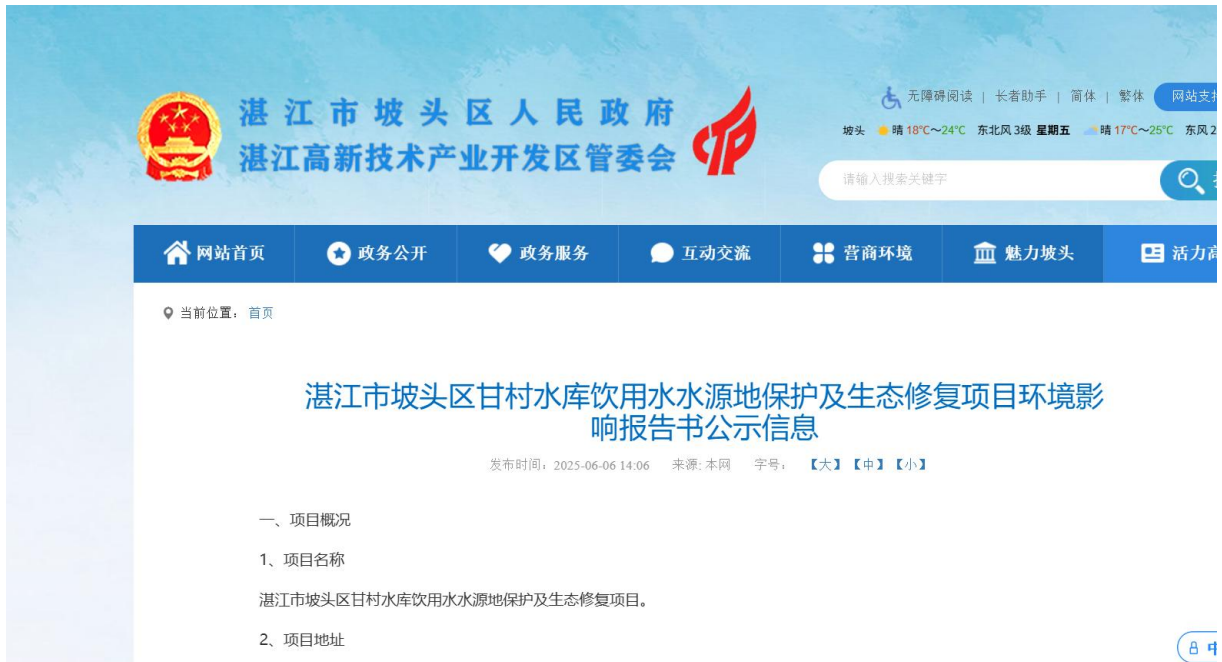 湛江市坡头区人民政府
湛江高新技术产业开发区管委会
无障碍阅读 | 长者助手 | 简体 | 繁体 网站支持
坡头 晴 18℃～24℃ 东北风 3级 星期五 晴 17℃～25℃ 东风 2
请输入搜索关键字
网站首页 政务公开 政务服务 互动交流 营商环境 魅力坡头 活力高
当前位置： 首页
湛江市坡头区甘村水库饮用水水源地保护及生态修复项目环境影
响报告书公示信息
发布时间：2025-06-06 14:06 来源: 本网 字号： 【大】【中】【小】
一、项目概况
1、项目名称
湛江市坡头区甘村水库饮用水水源地保护及生态修复项目。
2、项目地址